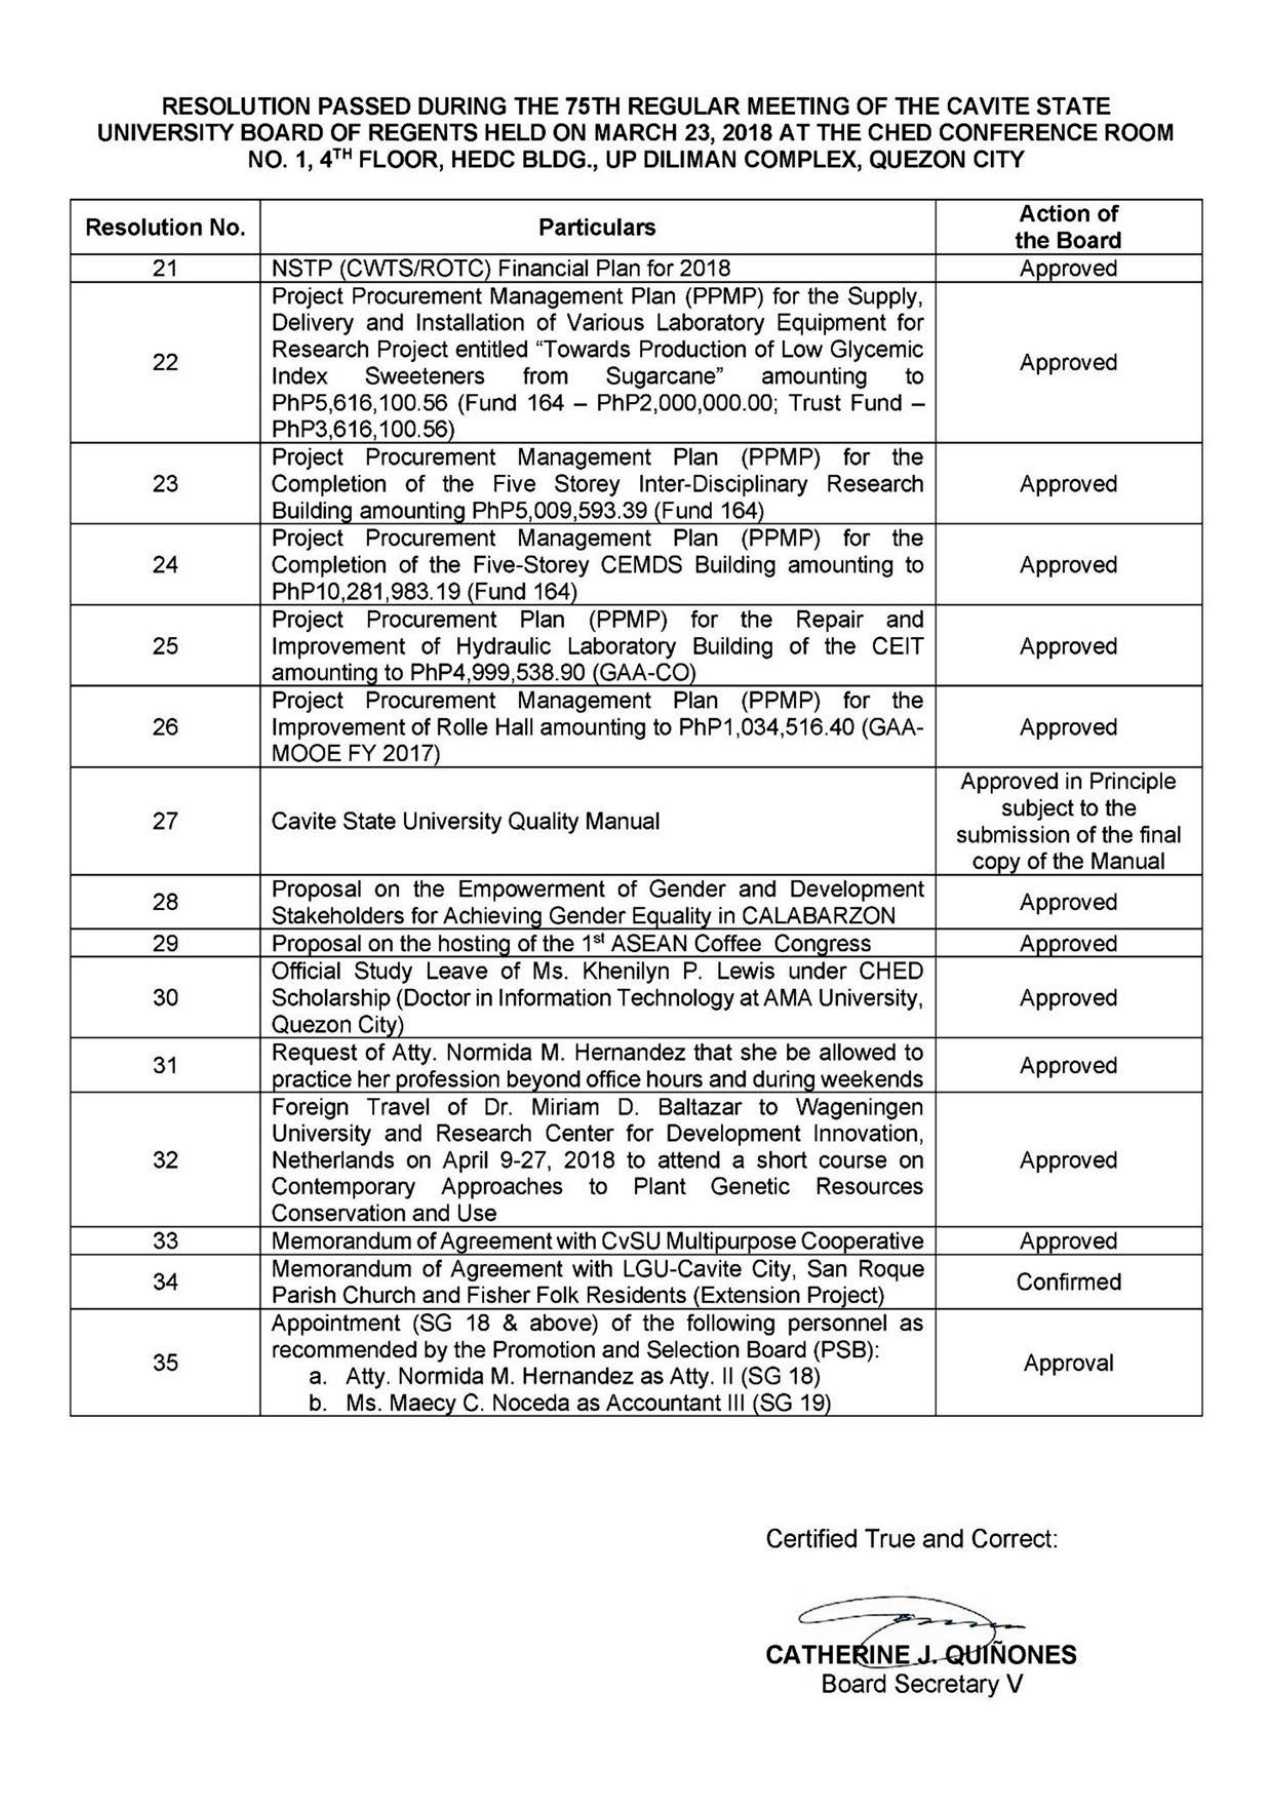 RESOLUTION PASSED DURING THE 75TH REGULAR MEETING OF THE CAVITE STATE
UNIVERSITY BOARD OF REGENTS HELD ON MARCH 23, 2018 AT THE CHED CONFERENCE ROOM
NO. 1, 4TH FLOOR, HEDC BLDG., UP DILIMAN COMPLEX, QUEZON CITY
Resolution No.
Particulars
Action of
the Board
21
NSTP (CWTS/ROTC) Financial Plan for 2018
Approved
22
Project Procurement Management Plan (PPMP) for the Supply,
Delivery and Installation of Various Laboratory Equipment for
Research Project entitled “Towards Production of Low Glycemic
Index Sweeteners from Sugarcane” amounting to
PhP5,616,100.56 (Fund 164 – PhP2,000,000.00; Trust Fund –
PhP3,616,100.56)
Approved
23
Project Procurement Management Plan (PPMP) for the
Completion of the Five Storey Inter-Disciplinary Research
Building amounting PhP5,009,593.39 (Fund 164)
Approved
24
Project Procurement Management Plan (PPMP) for the
Completion of the Five-Storey CEMDS Building amounting to
PhP10,281,983.19 (Fund 164)
Approved
25
Project Procurement Plan (PPMP) for the Repair and
Improvement of Hydraulic Laboratory Building of the CEIT
amounting to PhP4,999,538.90 (GAA-CO)
Approved
26
Project Procurement Management Plan (PPMP) for the
Improvement of Rolle Hall amounting to PhP1,034,516.40 (GAA-
MOOE FY 2017)
Approved
27
Cavite State University Quality Manual
Approved in Principle
subject to the
submission of the final
copy of the Manual
28
Proposal on the Empowerment of Gender and Development
Stakeholders for Achieving Gender Equality in CALABARZON
Approved
29
Proposal on the hosting of the 1st ASEAN Coffee Congress
Approved
30
Official Study Leave of Ms. Khenilyn P. Lewis under CHED
Scholarship (Doctor in Information Technology at AMA University,
Quezon City)
Approved
31
Request of Atty. Normida M. Hernandez that she be allowed to
practice her profession beyond office hours and during weekends
Approved
32
Foreign Travel of Dr. Miriam D. Baltazar to Wageningen
University and Research Center for Development Innovation,
Netherlands on April 9-27, 2018 to attend a short course on
Contemporary Approaches to Plant Genetic Resources
Conservation and Use
Approved
33
Memorandum of Agreement with CvSU Multipurpose Cooperative
Approved
34
Memorandum of Agreement with LGU-Cavite City, San Roque
Parish Church and Fisher Folk Residents (Extension Project)
Confirmed
35
Appointment (SG 18 & above) of the following personnel as
recommended by the Promotion and Selection Board (PSB):
a. Atty. Normida M. Hernandez as Atty. II (SG 18)
b. Ms. Maecy C. Noceda as Accountant III (SG 19)
Approval
Certified True and Correct:
CATHERINE J. QUIÑONES
Board Secretary V